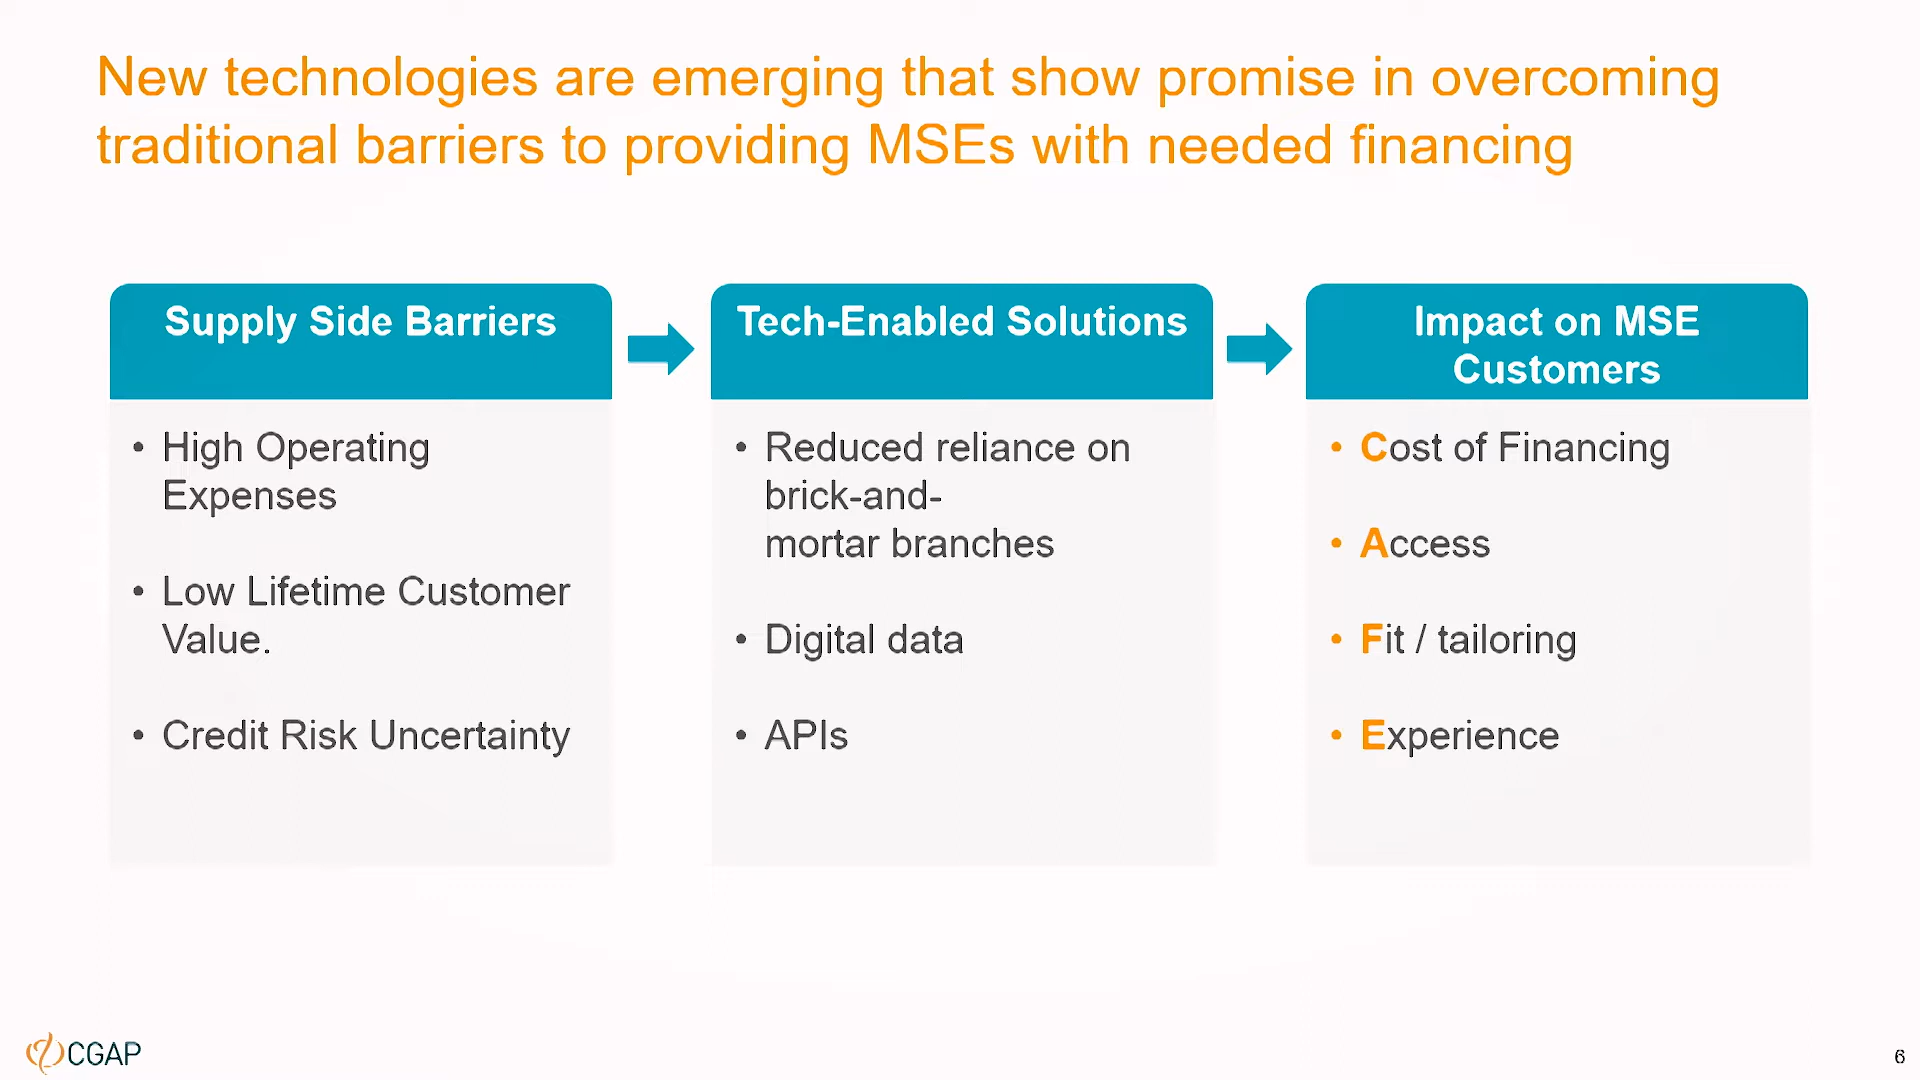 New technologies are emerging that show promise in overcoming
traditional barriers to providing MSEs with needed financing
Supply Side Barriers
• High Operating
Expenses
• Low Lifetime Customer
Value.
• Credit Risk Uncertainty
Tech-Enabled Solutions
• Reduced reliance on
brick-and-
mortar branches
• Digital data
• APIs
Impact on MSE
Customers
• Cost of Financing
• Access
• Fit / tailoring
• Experience
CGAP
6